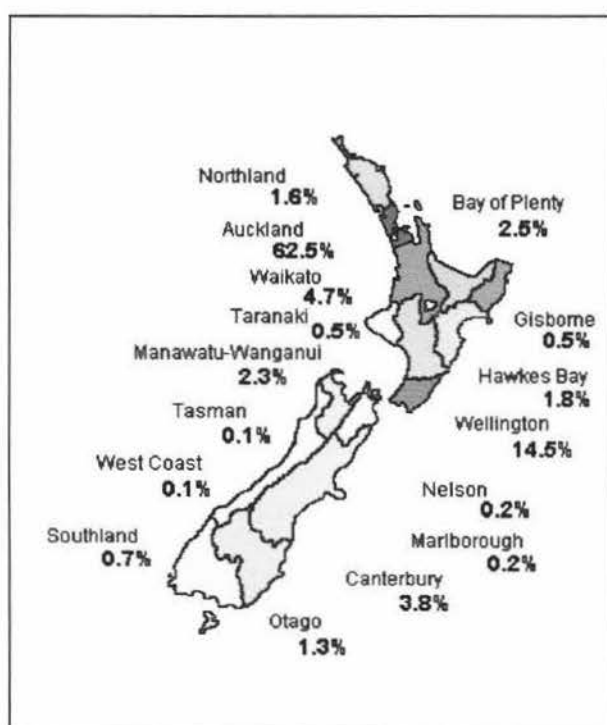 Northland
1.6%
Bay of Plenty
2.5%
Auckland
62.5%
Waikato
4.7%
Taranaki
0.5%
Gisborne
0.5%
Manawatu-Wanganui
2.3%
Hawkes Bay
1.8%
Tasman
0.1%
Wellington
14.5%
West Coast
0.1%
Nelson
0.2%
Southland
0.7%
Marlborough
0.2%
Canterbury
3.8%
Otago
1.3%